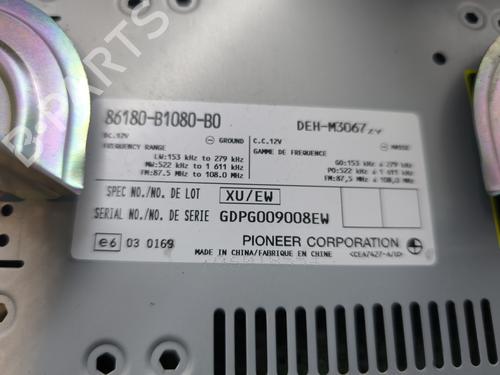 86180-B1080-B0
DEH-M3067zy
DC.12V
⊖ GROUND
C.C.12V
⊖ MASSE
FREQUENCY RANGE
GAMME DE FREQUENCE
LW:153 kHz to 279 kHz
MW:522 kHz to 1 611 kHz
FM:87.5 MHz to 108.0 MHz
GO:153 kHz à 279 kHz
PO:522 kHz à 1 611 kHz
FM:87,5 MHz à 108,0 MHz
SPEC NO./NO. DE LOT
XU/EW
SERIAL NO./NO. DE SERIE
GDPG009008EW
e6 03 0169
PIONEER CORPORATION
MADE IN CHINA/FABRIQUE EN CHINE
<CEA7427-A/U>
B-PARTS